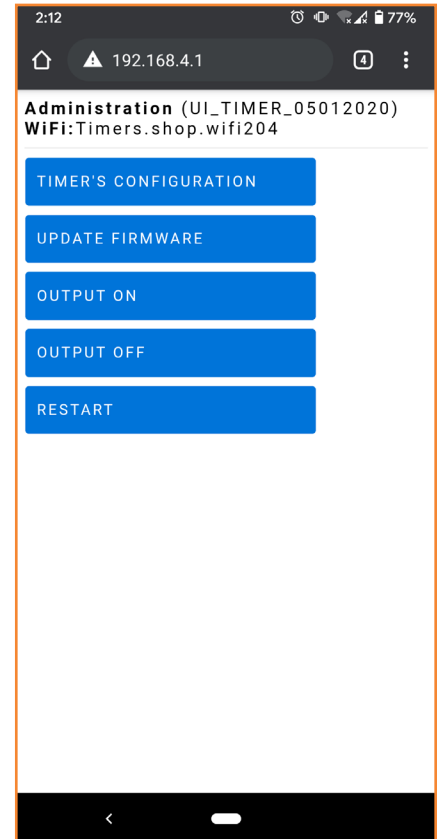 2:12
77%
192.168.4.1
4
Administration (UI_TIMER_05012020)
WiFi:Timers.shop.wifi204
TIMER'S CONFIGURATION
UPDATE FIRMWARE
OUTPUT ON
OUTPUT OFF
RESTART